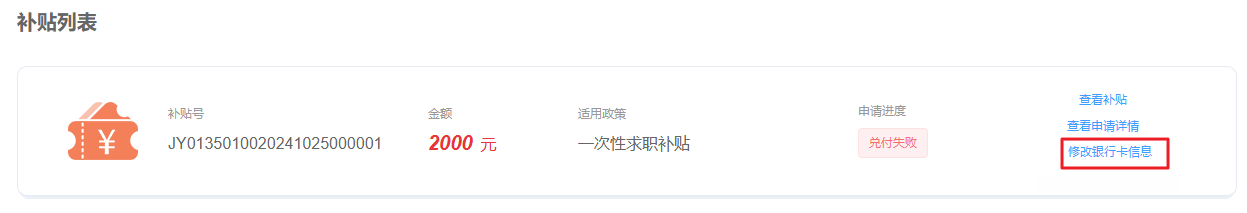 补贴列表
补贴号
JY0135010020241025000001
金额
2000 元
适用政策
一次性求职补贴
申请进度
兑付失败
查看补贴
查看申请详情
修改银行卡信息
¥